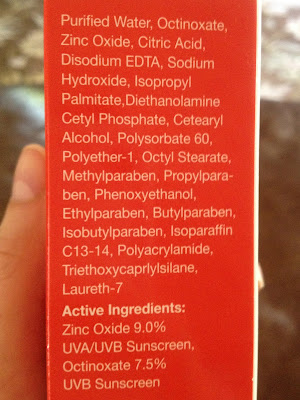 Purified Water, Octinoxate,
Zinc Oxide, Citric Acid,
Disodium EDTA, Sodium
Hydroxide, Isopropyl
Palmitate,Diethanolamine
Cetyl Phosphate, Cetearyl
Alcohol, Polysorbate 60,
Polyether-1, Octyl Stearate,
Methylparaben, Propylpara-
ben, Phenoxyethanol,
Ethylparaben, Butylparaben,
Isobutylparaben, Isoparaffin
C13-14, Polyacrylamide,
Triethoxycaprlylsilane,
Laureth-7
Active Ingredients:
Zinc Oxide 9.0%
UVA/UVB Sunscreen,
Octinoxate 7.5%
UVB Sunscreen